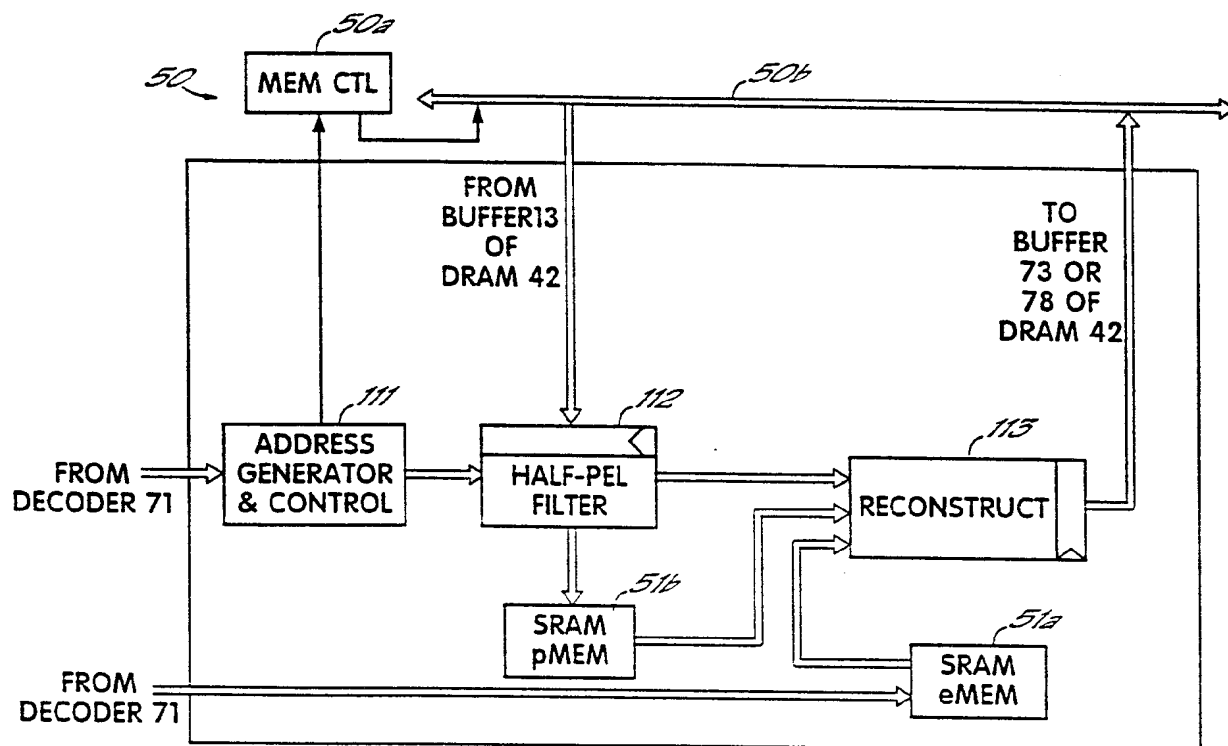 50a
50
MEM CTL
50b
FROM
BUFFER13
OF
DRAM 42
TO
BUFFER
73 OR
78 OF
DRAM 42
111
112
113
FROM
DECODER 71
ADDRESS
GENERATOR
& CONTROL
HALF-PEL
FILTER
RECONSTRUCT
51b
SRAM
pMEM
51a
SRAM
eMEM
FROM
DECODER 71